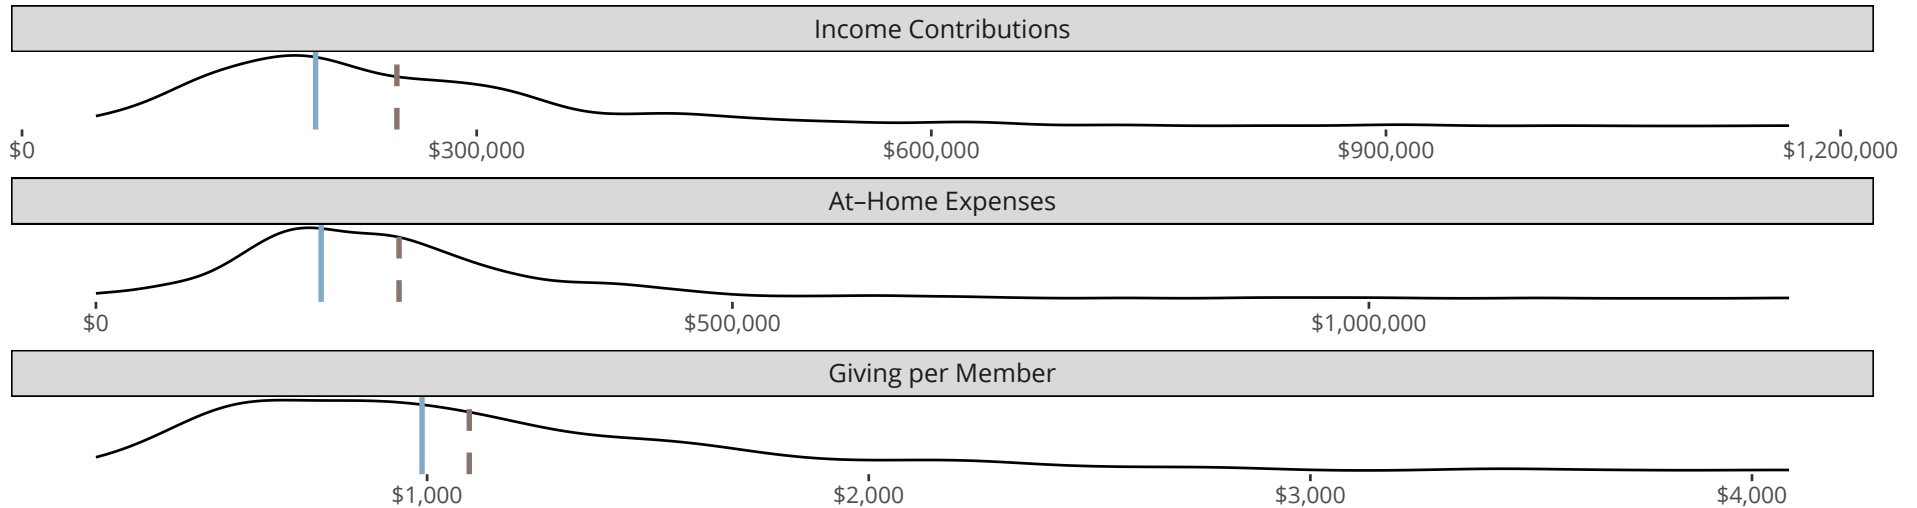 Income Contributions
$0 $300,000 $600,000 $900,000 $1,200,000
At–Home Expenses
$0 $500,000 $1,000,000
Giving per Member
$1,000 $2,000 $3,000 $4,000